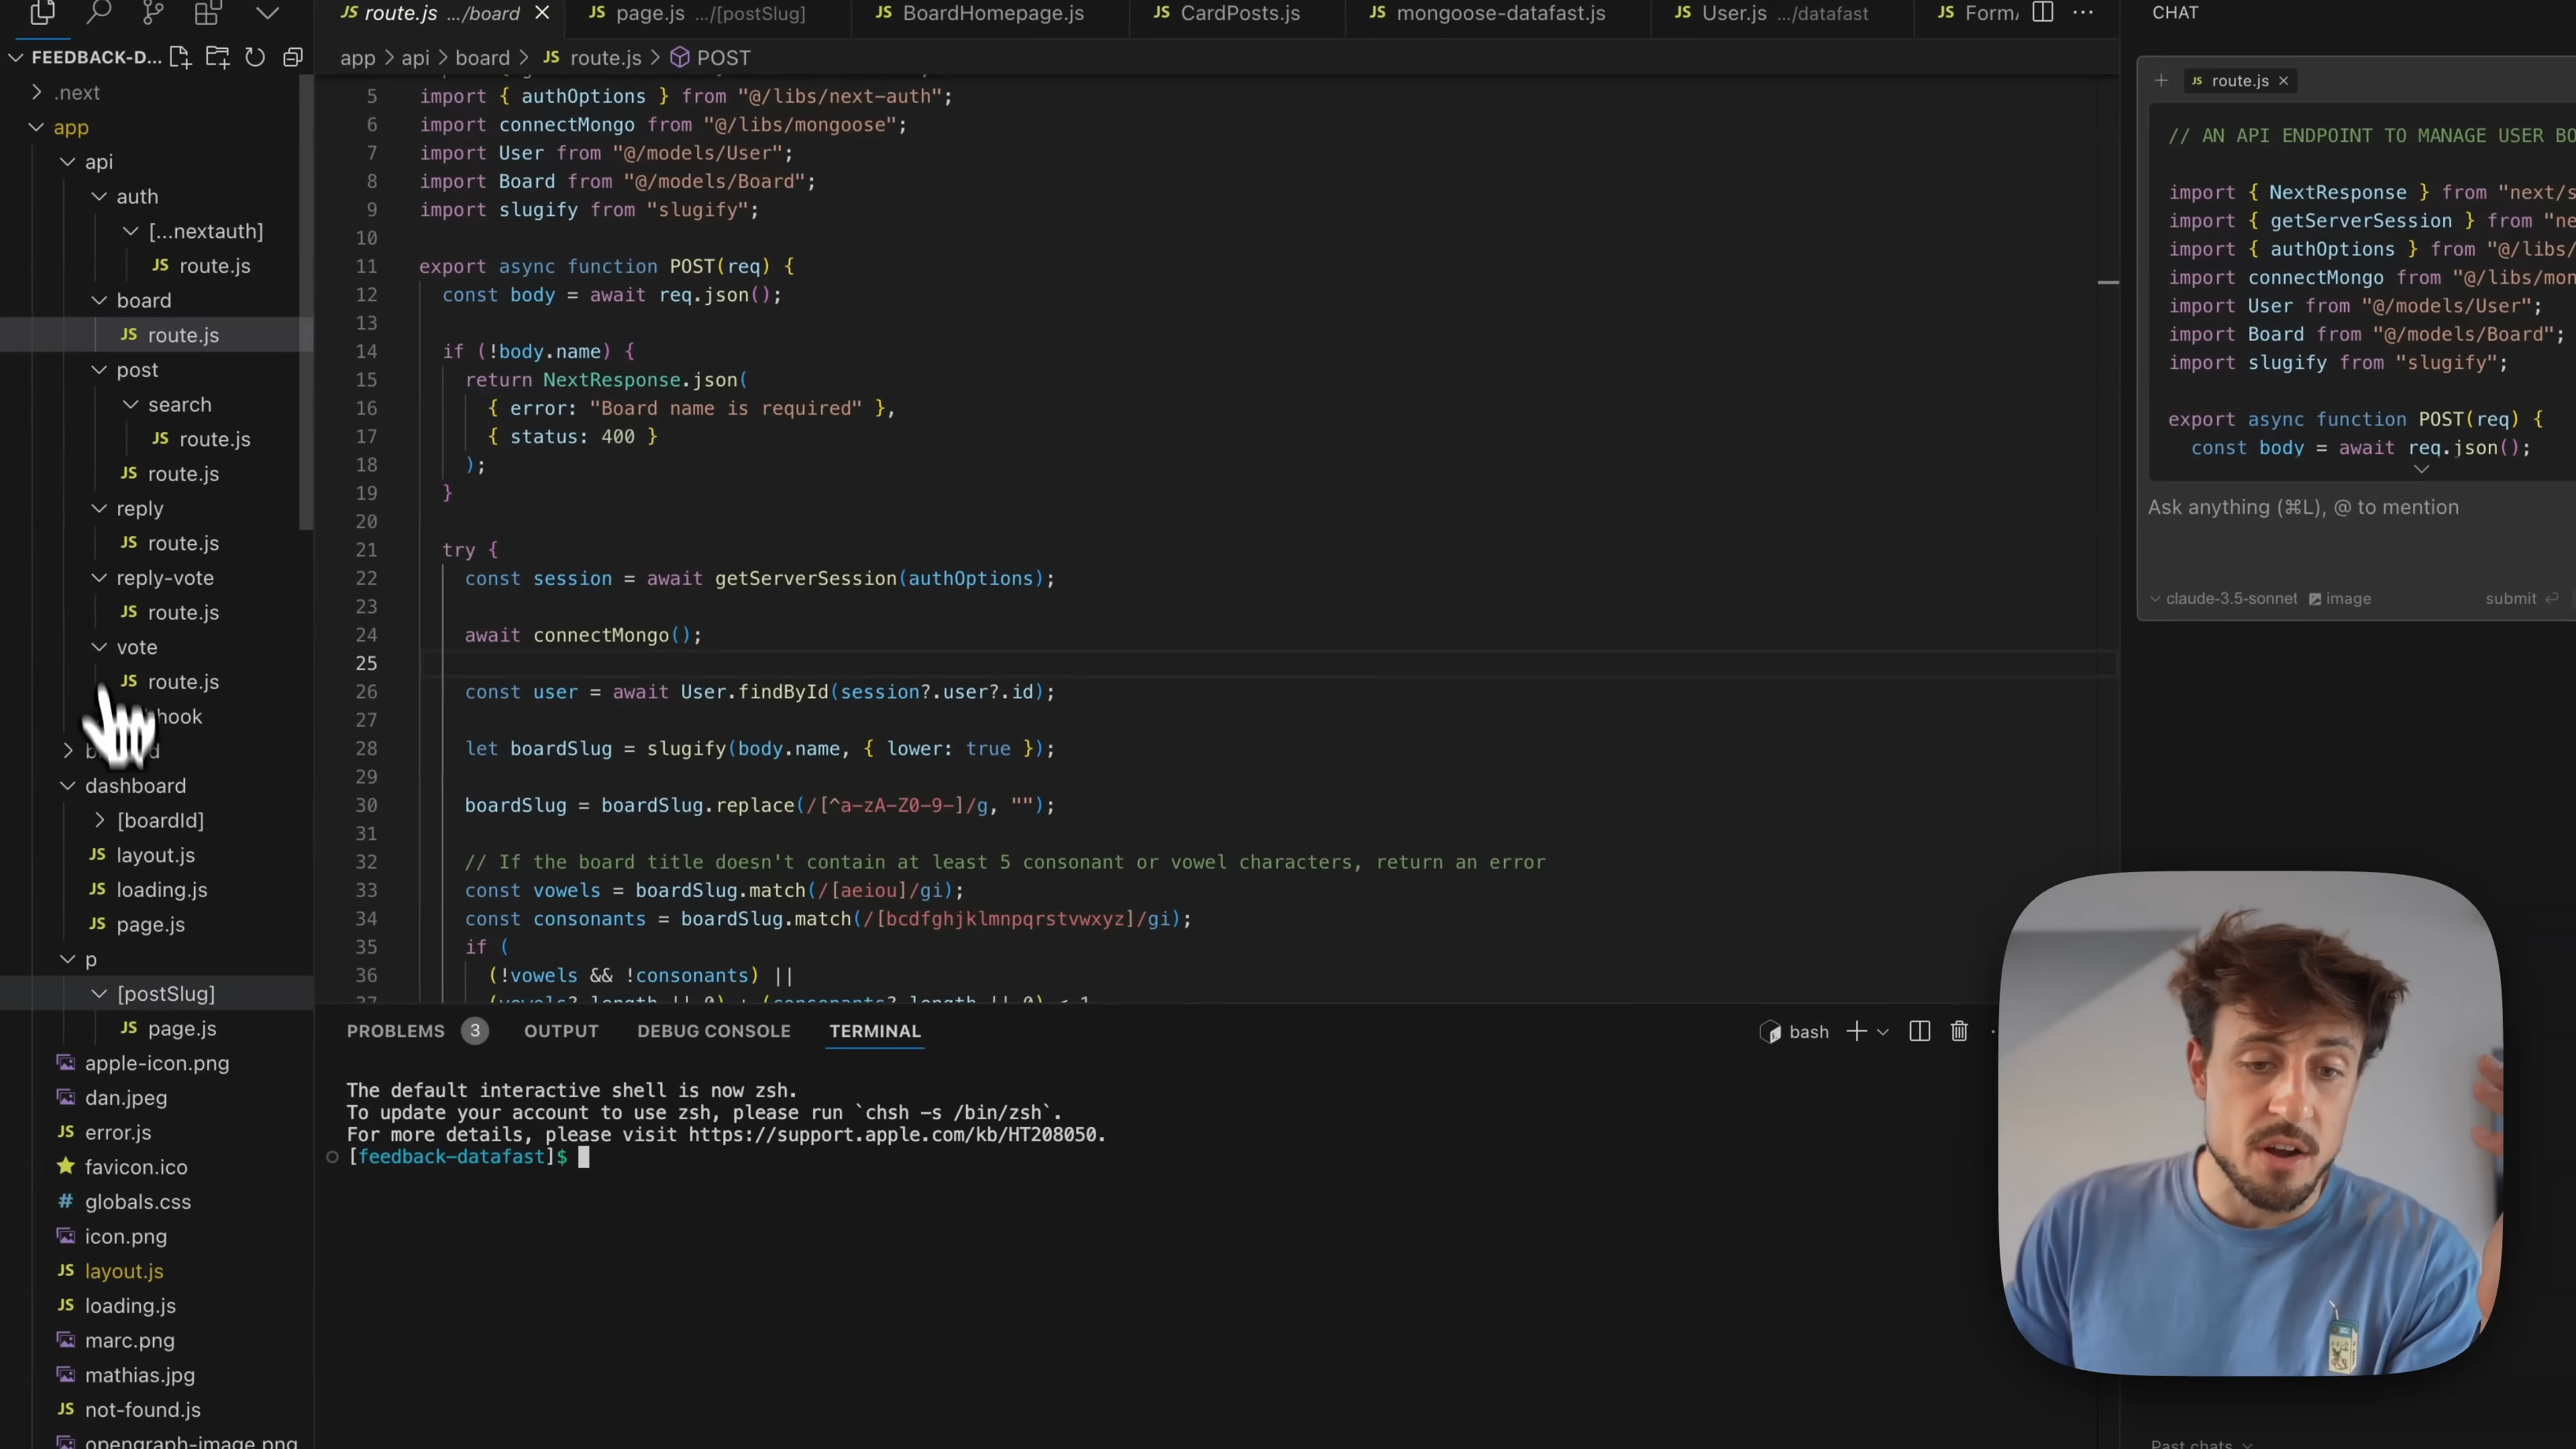 route.js .../board
page.js .../[postSlug]
BoardHomepage.js
CardPosts.js
mongoose-datafast.js
User.js .../datafast
Form
CHAT
FEEDBACK-D...
.next
app
api
auth
[...nextauth]
route.js
board
route.js
post
search
route.js
route.js
reply
route.js
reply-vote
route.js
vote
route.js
hook
dashboard
[boardId]
layout.js
loading.js
page.js
p
[postSlug]
page.js
apple-icon.png
dan.jpeg
error.js
favicon.ico
globals.css
icon.png
layout.js
loading.js
marc.png
mathias.jpg
not-found.js
opengraph-image.png
app > api > board > JS route.js > POST
5 import { authOptions } from "@/libs/next-auth";
6 import connectMongo from "@/libs/mongoose";
7 import User from "@/models/User";
8 import Board from "@/models/Board";
9 import slugify from "slugify";
10
11 export async function POST(req) {
12 const body = await req.json();
13
14 if (!body.name) {
15 return NextResponse.json(
16 { error: "Board name is required" },
17 { status: 400 }
18 );
19 }
20
21 try {
22 const session = await getServerSession(authOptions);
23
24 await connectMongo();
25
26 const user = await User.findById(session?.user?.id);
27
28 let boardSlug = slugify(body.name, { lower: true });
29
30 boardSlug = boardSlug.replace(/[^a-zA-Z0-9-]/g, "");
31
32 // If the board title doesn't contain at least 5 consonant or vowel characters, return an error
33 const vowels = boardSlug.match(/[aeiou]/gi);
34 const consonants = boardSlug.match(/[bcdfghjklmnpqrstvwxyz]/gi);
35 if (
36 (!vowels && !consonants) ||
37 (vowels?.length || 0) + (consonants?.length || 0) < 1
PROBLEMS 3 OUTPUT DEBUG CONSOLE TERMINAL
bash
The default interactive shell is now zsh.
To update your account to use zsh, please run `chsh -s /bin/zsh`.
For more details, please visit https://support.apple.com/kb/HT208050.
[feedback-datafast]$
route.js
// AN API ENDPOINT TO MANAGE USER BO
import { NextResponse } from "next/s
import { getServerSession } from "ne
import { authOptions } from "@/libs/
import connectMongo from "@/libs/mon
import User from "@/models/User";
import Board from "@/models/Board";
import slugify from "slugify";
export async function POST(req) {
const body = await req.json();
Ask anything (⌘L), @ to mention
claude-3.5-sonnet image submit
Past chats